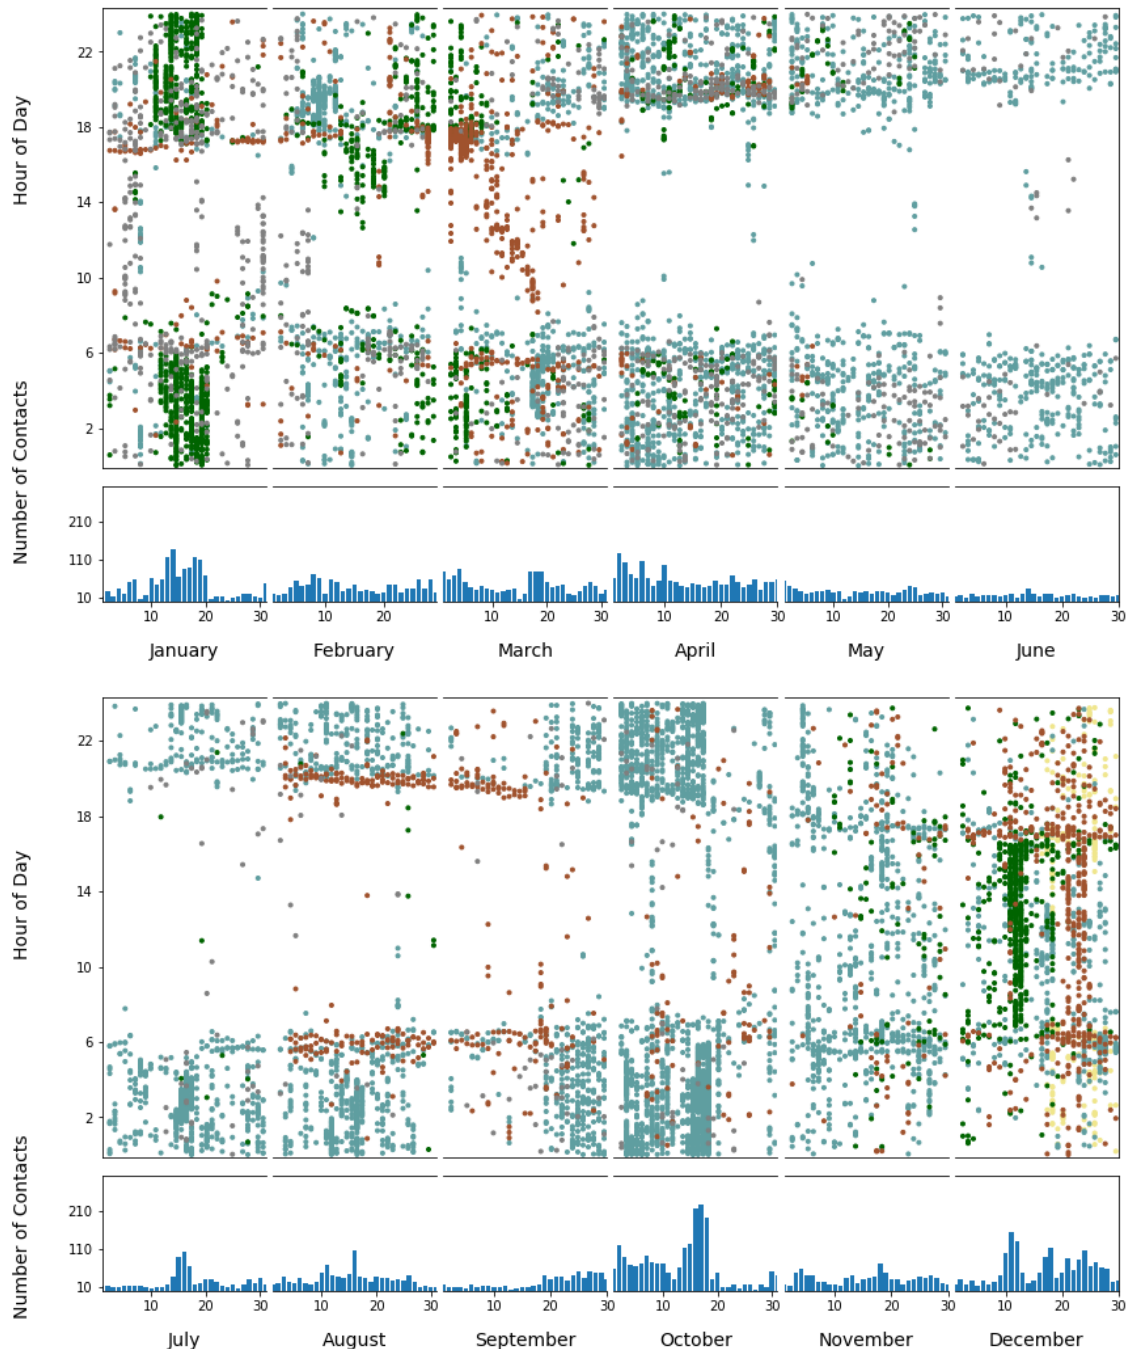 Hour of Day
22
18
14
10
6
2
Number of Contacts
210
110
10
10 20 30 10 20 10 20 30 10 20 30 10 20 30 10 20 30
January February March April May June
Hour of Day
22
18
14
10
6
2
Number of Contacts
210
110
10
10 20 30 10 20 30 10 20 30 10 20 30 10 20 30 10 20 30
July August September October November December